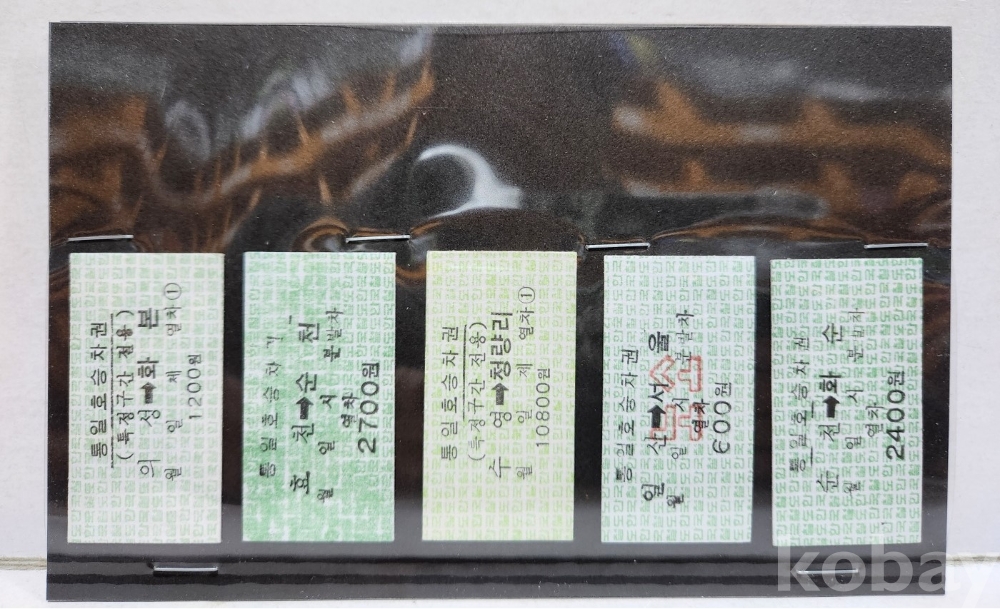 통일호승차권
(특정구간 전용)
의 성➡화 본
월 일 제 열차①
1200원
통일호승차
효 천➡순 천
월 일 시 분발차
열차
2700원
통일호승차권
(특정구간 전용)
수 영➡청량리
월 일 제 열차①
10800원
통일호승차권
일 산➡서 울
월 일 시 분발차
열차
600원
통일호승차권
순 천➡화 순
월 일 시 분발차
열차
2400원
kobay